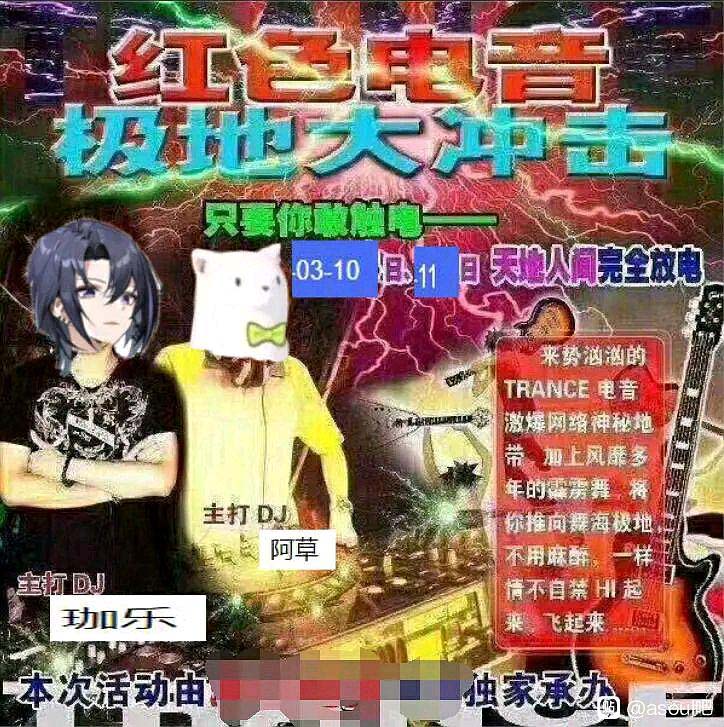 红色电音
极地大冲击
只要你敢触电——
-03-10 日、-11 日 天地人间完全放电
来势汹汹的
TRANCE 电音
激爆网络神秘地
带 加上风靡多
年的霹雳舞、将
你推向舞海极地,
不用麻醉、一样
情不自禁 HI 起
来、飞起来……
主打 DJ
阿草
主打 DJ
珈乐
本次活动由
独家承办
@asoul吧